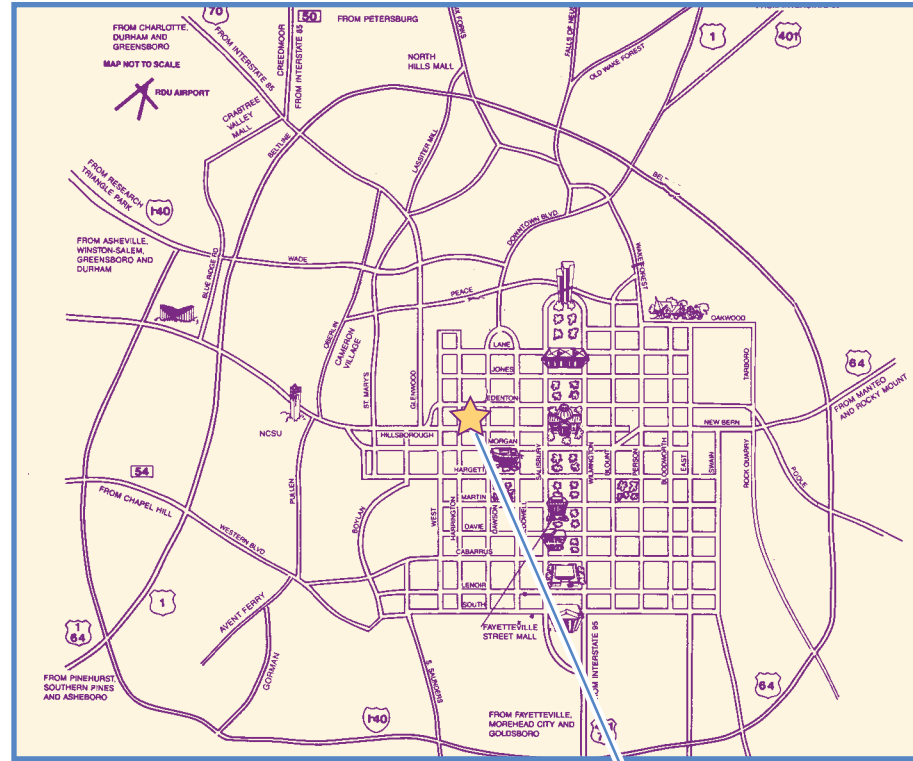 70
50
FROM PETERSBURG
FROM CHARLOTTE,
DURHAM AND
GREENSBORO
MAP NOT TO SCALE
RDU AIRPORT
FROM INTERSTATE 85
CREEDMOOR
FROM INTERSTATE 85
CRABTREE
VALLEY
MALL
BELTLINE
NORTH
HILLS MALL
LASSITER MILL
OLD WAKE FOREST
1
401
FROM RESEARCH
TRIANGLE PARK
I-40
FROM ASHEVILLE,
WINSTON-SALEM,
GREENSBORO AND
DURHAM
BLUE RIDGE RD
WADE
DOWNTOWN BLVD
WAKE FOREST
PEACE
OAKWOOD
OBERLIN
CAMERON
VILLAGE
ST. MARY'S
GLENWOOD
LANE
JONES
EDENTON
TARBORO
64
FROM MANTEO
AND ROCKY MOUNT
NCSU
HILLSBOROUGH
MORGAN
NEW BERN
HARGETT
SALISBURY
WILMINGTON
BLOUNT
PERSON
BLOODWORTH
EAST
SWAIN
ROCK QUARRY
POOLE
54
FROM CHAPEL HILL
PULLEN
BOYLAN
WEST
HARRINGTON
MARTIN
DAWSON
DAVIE
CABARRUS
WESTERN BLVD
LENOIR
SOUTH
1
AVENT FERRY
1
64
GORMAN
FAYETTEVILLE
STREET MALL
S. SAUNDERS
FROM INTERSTATE 95
FROM PINEHURST,
SOUTHERN PINES
AND ASHEBORO
I-40
FROM FAYETTEVILLE,
MOREHEAD CITY AND
GOLDSBORO
64